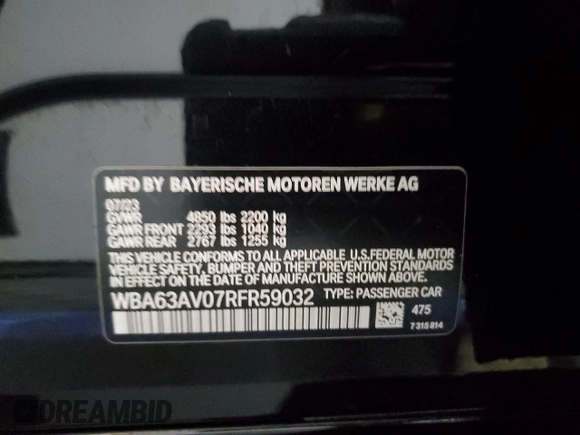 MFD BY BAYERISCHE MOTOREN WERKE AG
07/23
GVWR 4850 lbs 2200 kg
GAWR FRONT 2293 lbs 1040 kg
GAWR REAR 2767 lbs 1255 kg
THIS VEHICLE CONFORMS TO ALL APPLICABLE U.S.FEDERAL MOTOR
VEHICLE SAFETY, BUMPER AND THEFT PREVENTION STANDARDS
IN EFFECT ON THE DATE OF MANUFACTURE SHOWN ABOVE.
WBA63AV07RFR59032 TYPE: PASSENGER CAR
475
7 315 814
DREAMBID